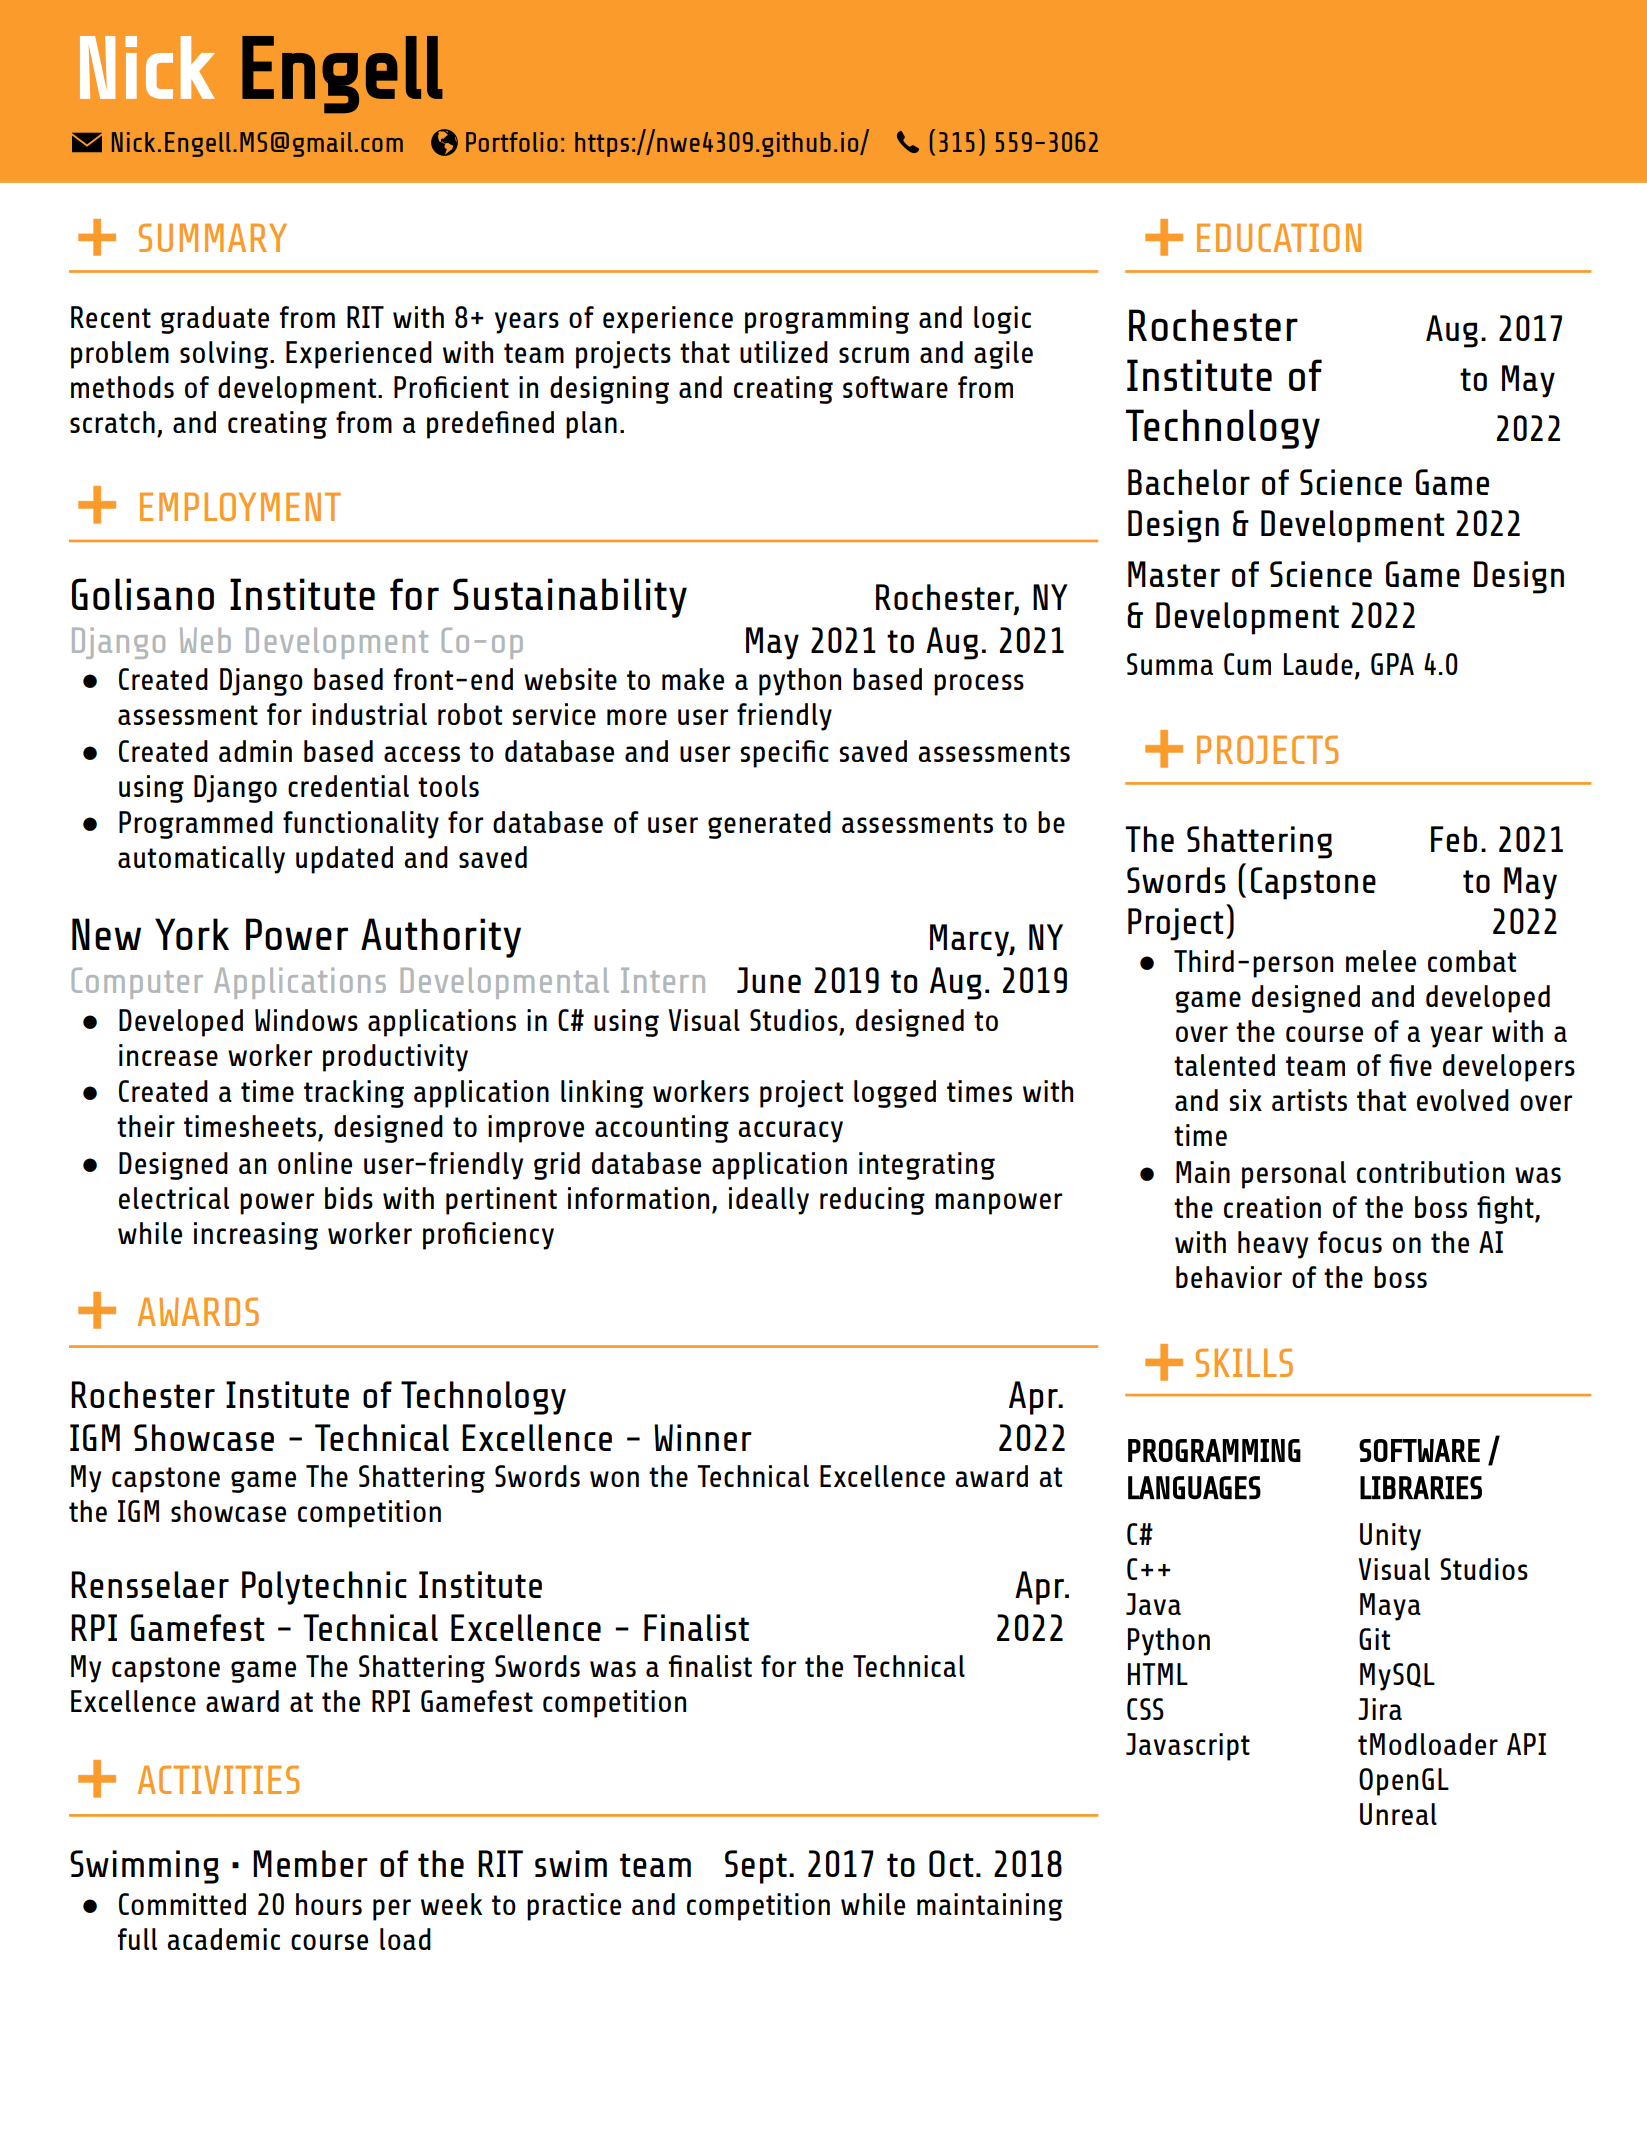 Nick Engell
Nick.Engell.MS@gmail.com Portfolio: https://nwe4309.github.io/ (315) 559-3062
SUMMARY
Recent graduate from RIT with 8+ years of experience programming and logic
problem solving. Experienced with team projects that utilized scrum and agile
methods of development. Proficient in designing and creating software from
scratch, and creating from a predefined plan.
EMPLOYMENT
Golisano Institute for Sustainability Rochester, NY
Django Web Development Co-op May 2021 to Aug. 2021
● Created Django based front-end website to make a python based process
assessment for industrial robot service more user friendly
● Created admin based access to database and user specific saved assessments
using Django credential tools
● Programmed functionality for database of user generated assessments to be
automatically updated and saved
New York Power Authority Marcy, NY
Computer Applications Developmental Intern June 2019 to Aug. 2019
● Developed Windows applications in C# using Visual Studios, designed to
increase worker productivity
● Created a time tracking application linking workers project logged times with
their timesheets, designed to improve accounting accuracy
● Designed an online user-friendly grid database application integrating
electrical power bids with pertinent information, ideally reducing manpower
while increasing worker proficiency
AWARDS
Rochester Institute of Technology Apr.
IGM Showcase - Technical Excellence - Winner 2022
My capstone game The Shattering Swords won the Technical Excellence award at
the IGM showcase competition
Rensselaer Polytechnic Institute Apr.
RPI Gamefest - Technical Excellence - Finalist 2022
My capstone game The Shattering Swords was a finalist for the Technical
Excellence award at the RPI Gamefest competition
ACTIVITIES
Swimming · Member of the RIT swim team Sept. 2017 to Oct. 2018
● Committed 20 hours per week to practice and competition while maintaining
full academic course load
EDUCATION
Rochester Aug. 2017
Institute of to May
Technology 2022
Bachelor of Science Game
Design & Development 2022
Master of Science Game Design
& Development 2022
Summa Cum Laude, GPA 4.0
PROJECTS
The Shattering Feb. 2021
Swords (Capstone to May
Project) 2022
● Third-person melee combat
game designed and developed
over the course of a year with a
talented team of five developers
and six artists that evolved over
time
● Main personal contribution was
the creation of the boss fight,
with heavy focus on the AI
behavior of the boss
SKILLS
PROGRAMMING
LANGUAGES
C#
C++
Java
Python
HTML
CSS
Javascript
SOFTWARE /
LIBRARIES
Unity
Visual Studios
Maya
Git
MySQL
Jira
tModloader API
OpenGL
Unreal